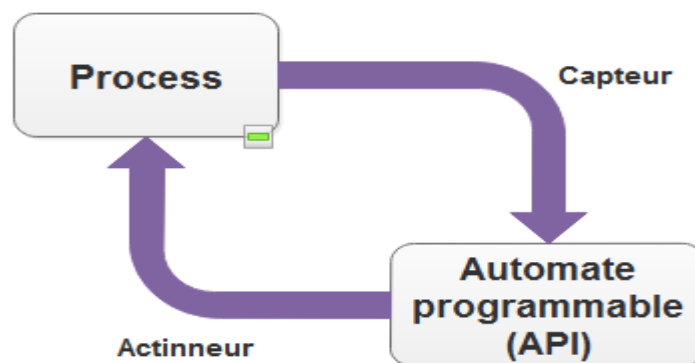 Process
Capteur
Automate
programmable
(API)
Actinneur